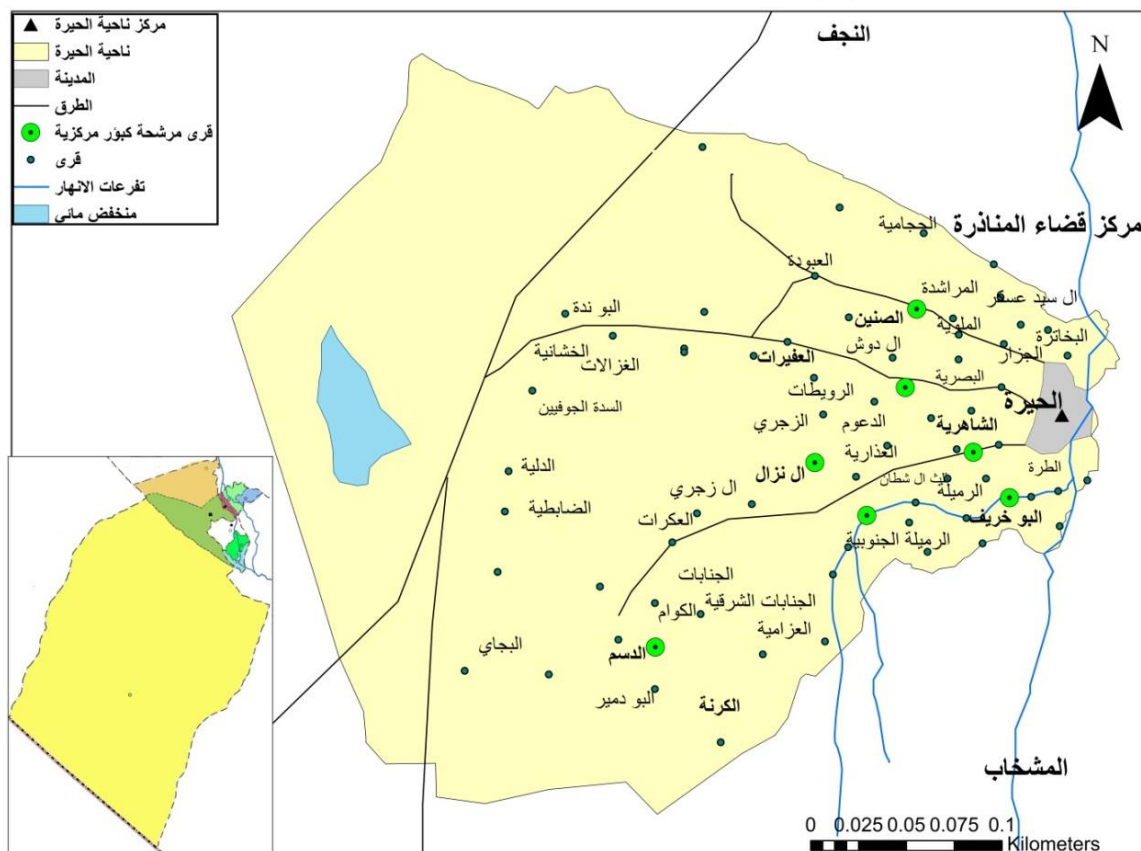 مركز ناحية الحيرة
ناحية الحيرة
المدينة
الطرق
قرى مرشحة كبؤر مركزية
قرى
تفرعات الانهار
منخفض مائي
النجف
N
مركز قضاء المناذرة
الحجامية
العبودة
المراشدة
ال سيد عسكر
البو ندة
الصنين
الملوية
البخاترة
الخشانية
الغزالات
العفيرات
ال دوش
الجزار
البصرية
الرويطات
السدة الجوفيين
الحيرة
الزجري
الدعوم
الشاهرية
العذارية
الطرة
الدلية
ال نزال
ال شطان
الرميلة
الضابطية
ال زجري
العكرات
البو خريف
الرميلة الجنوبية
الجنابات
الكوام
الجنابات الشرقية
العزامية
البجاي
الدسم
البو دمير
الكرنة
المشخاب
0 0.025 0.05 0.075 0.1
Kilometers